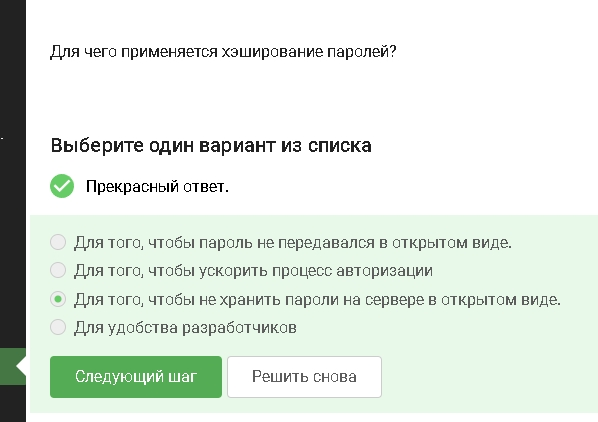 Для чего применяется хэширование паролей?
Выберите один вариант из списка
Прекрасный ответ.
Для того, чтобы пароль не передавался в открытом виде.
Для того, чтобы ускорить процесс авторизации
Для того, чтобы не хранить пароли на сервере в открытом виде.
Для удобства разработчиков
Следующий шаг
Решить снова